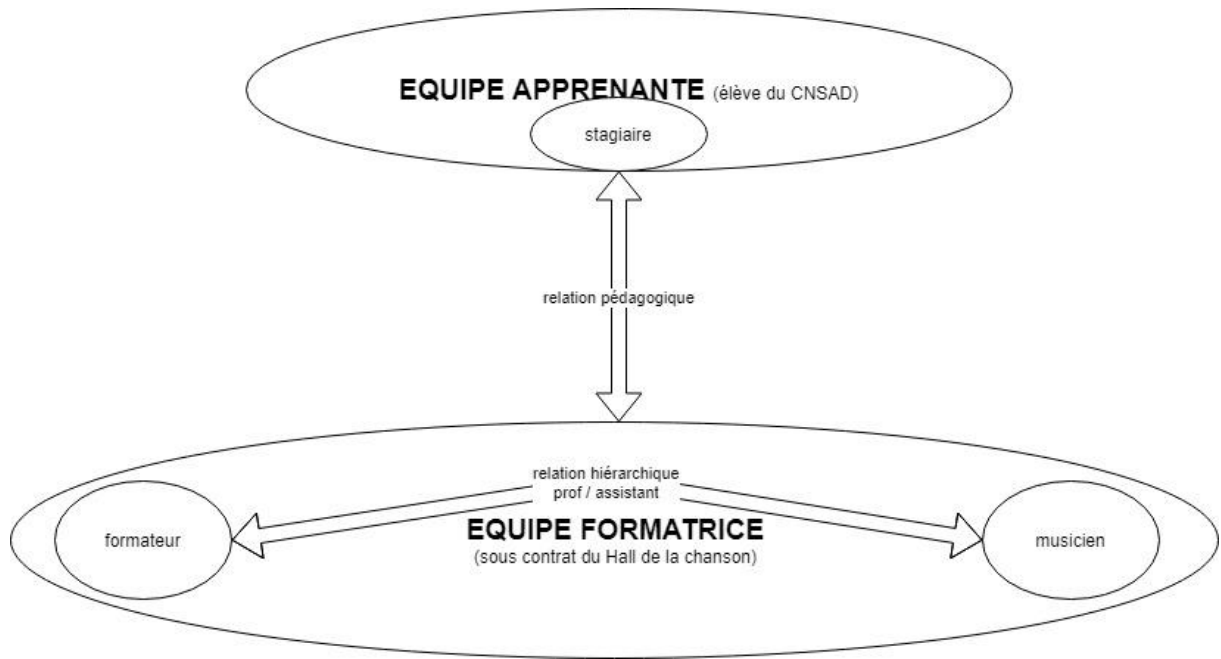 EQUIPE APPRENANTE (élève du CNSAD)
stagiaire
relation pédagogique
relation hiérarchique
prof / assistant
formateur
EQUIPE FORMATRICE
(sous contrat du Hall de la chanson)
musicien